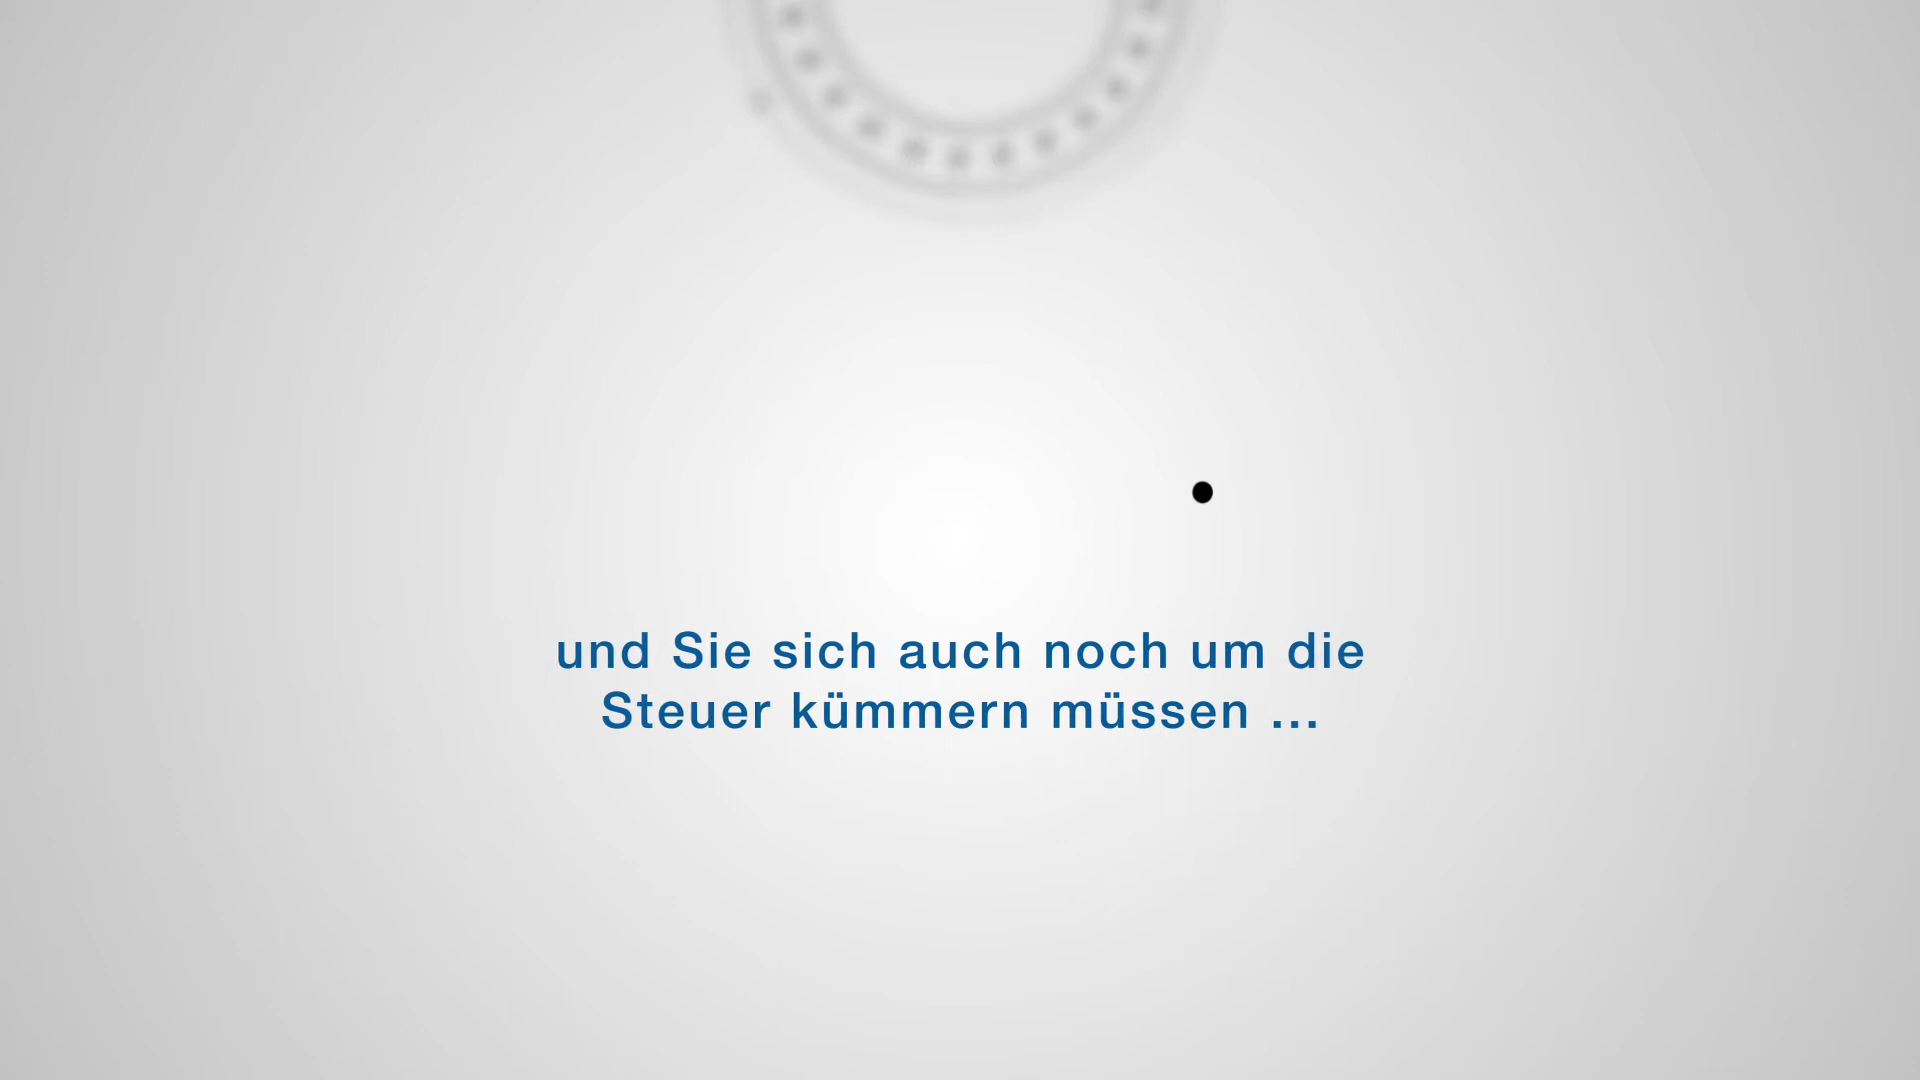 und Sie sich auch noch um die
Steuer kümmern müssen ...